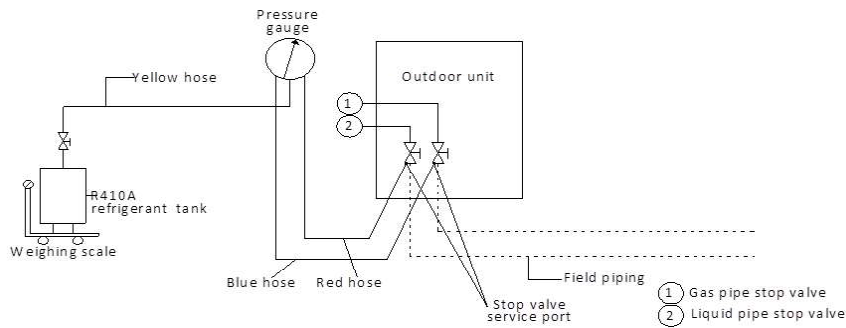 Pressure
gauge
Yellow hose
Outdoor unit
1
2
R410A
refrigerant tank
Weighing scale
Blue hose
Red hose
Stop valve
service port
Field piping
1 Gas pipe stop valve
2 Liquid pipe stop valve